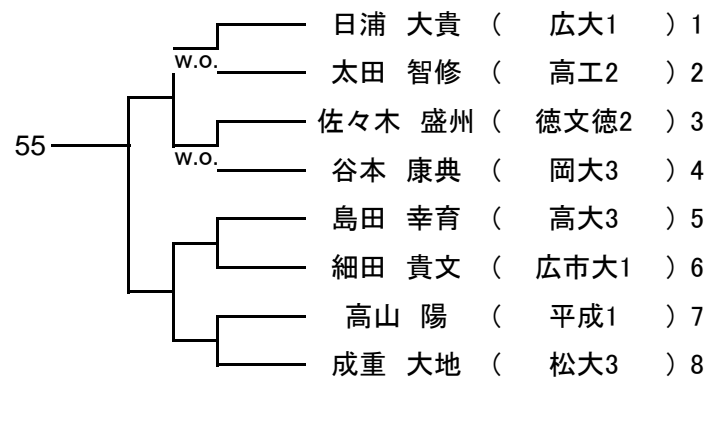 日浦 大貴 ( 広大1 ) 1
w.o.
太田 智修 ( 高工2 ) 2
佐々木 盛州 ( 徳文徳2 ) 3
55
w.o.
谷本 康典 ( 岡大3 ) 4
島田 幸育 ( 高大3 ) 5
細田 貴文 ( 広市大1 ) 6
高山 陽 ( 平成1 ) 7
成重 大地 ( 松大3 ) 8